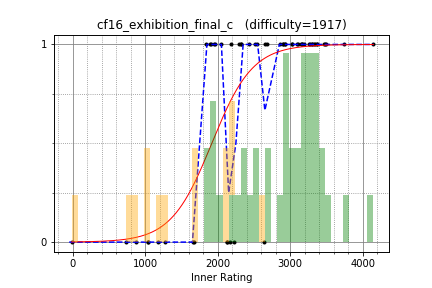 cf16_exhibition_final_c (difficulty=1917)
1
0
0 1000 2000 3000 4000
Inner Rating